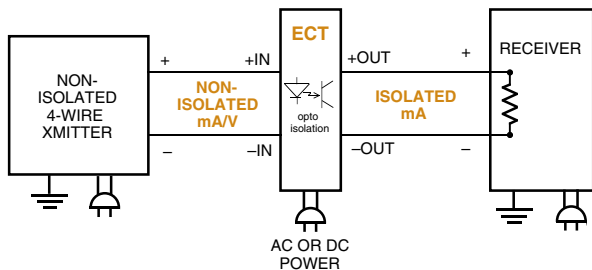 NON-
ISOLATED
4-WIRE
XMITTER
+
–
NON-
ISOLATED
mA/V
+IN
–IN
ECT
opto
isolation
AC OR DC
POWER
+OUT
–OUT
ISOLATED
mA
+
–
RECEIVER